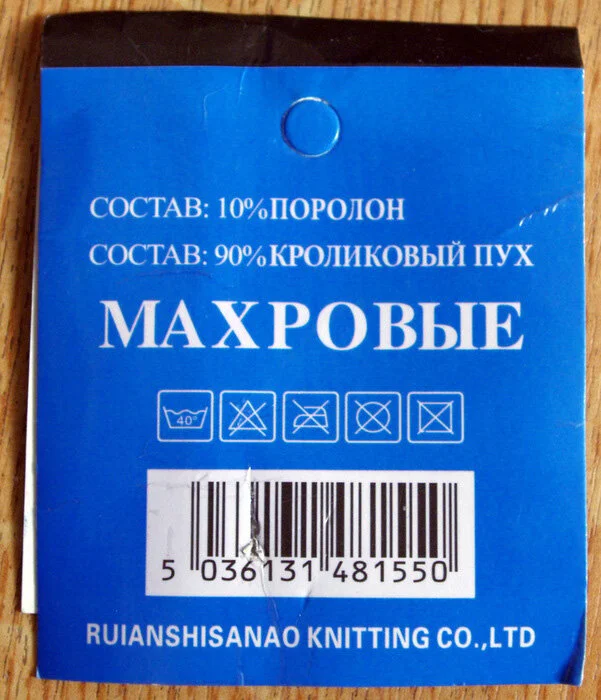 СОСТАВ: 10%ПОРОЛОН
СОСТАВ: 90%КРОЛИКОВЫЙ ПУХ
МАХРОВЫЕ
40°
5 036131 481550
RUIANSHISANAO KNITTING CO.,LTD